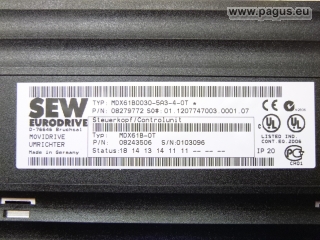 www.pagus.eu
SEW
EURODRIVE
D-76646 Bruchsal
MOVIDRIVE
UMRICHTER
Made in Germany
TYP: MDX61B0030-5A3-4-0T *
P/N: 08279772 SO#: 01.1207747003.0001.07
Steuerkopf/Controlunit
TYP: MDX61B-0T
P/N: 08243506 S/N:0103096
Status: 18 14 13 14 11 11 -- -- --
LISTED
IND.CONT.EQ.2D06
IP 20